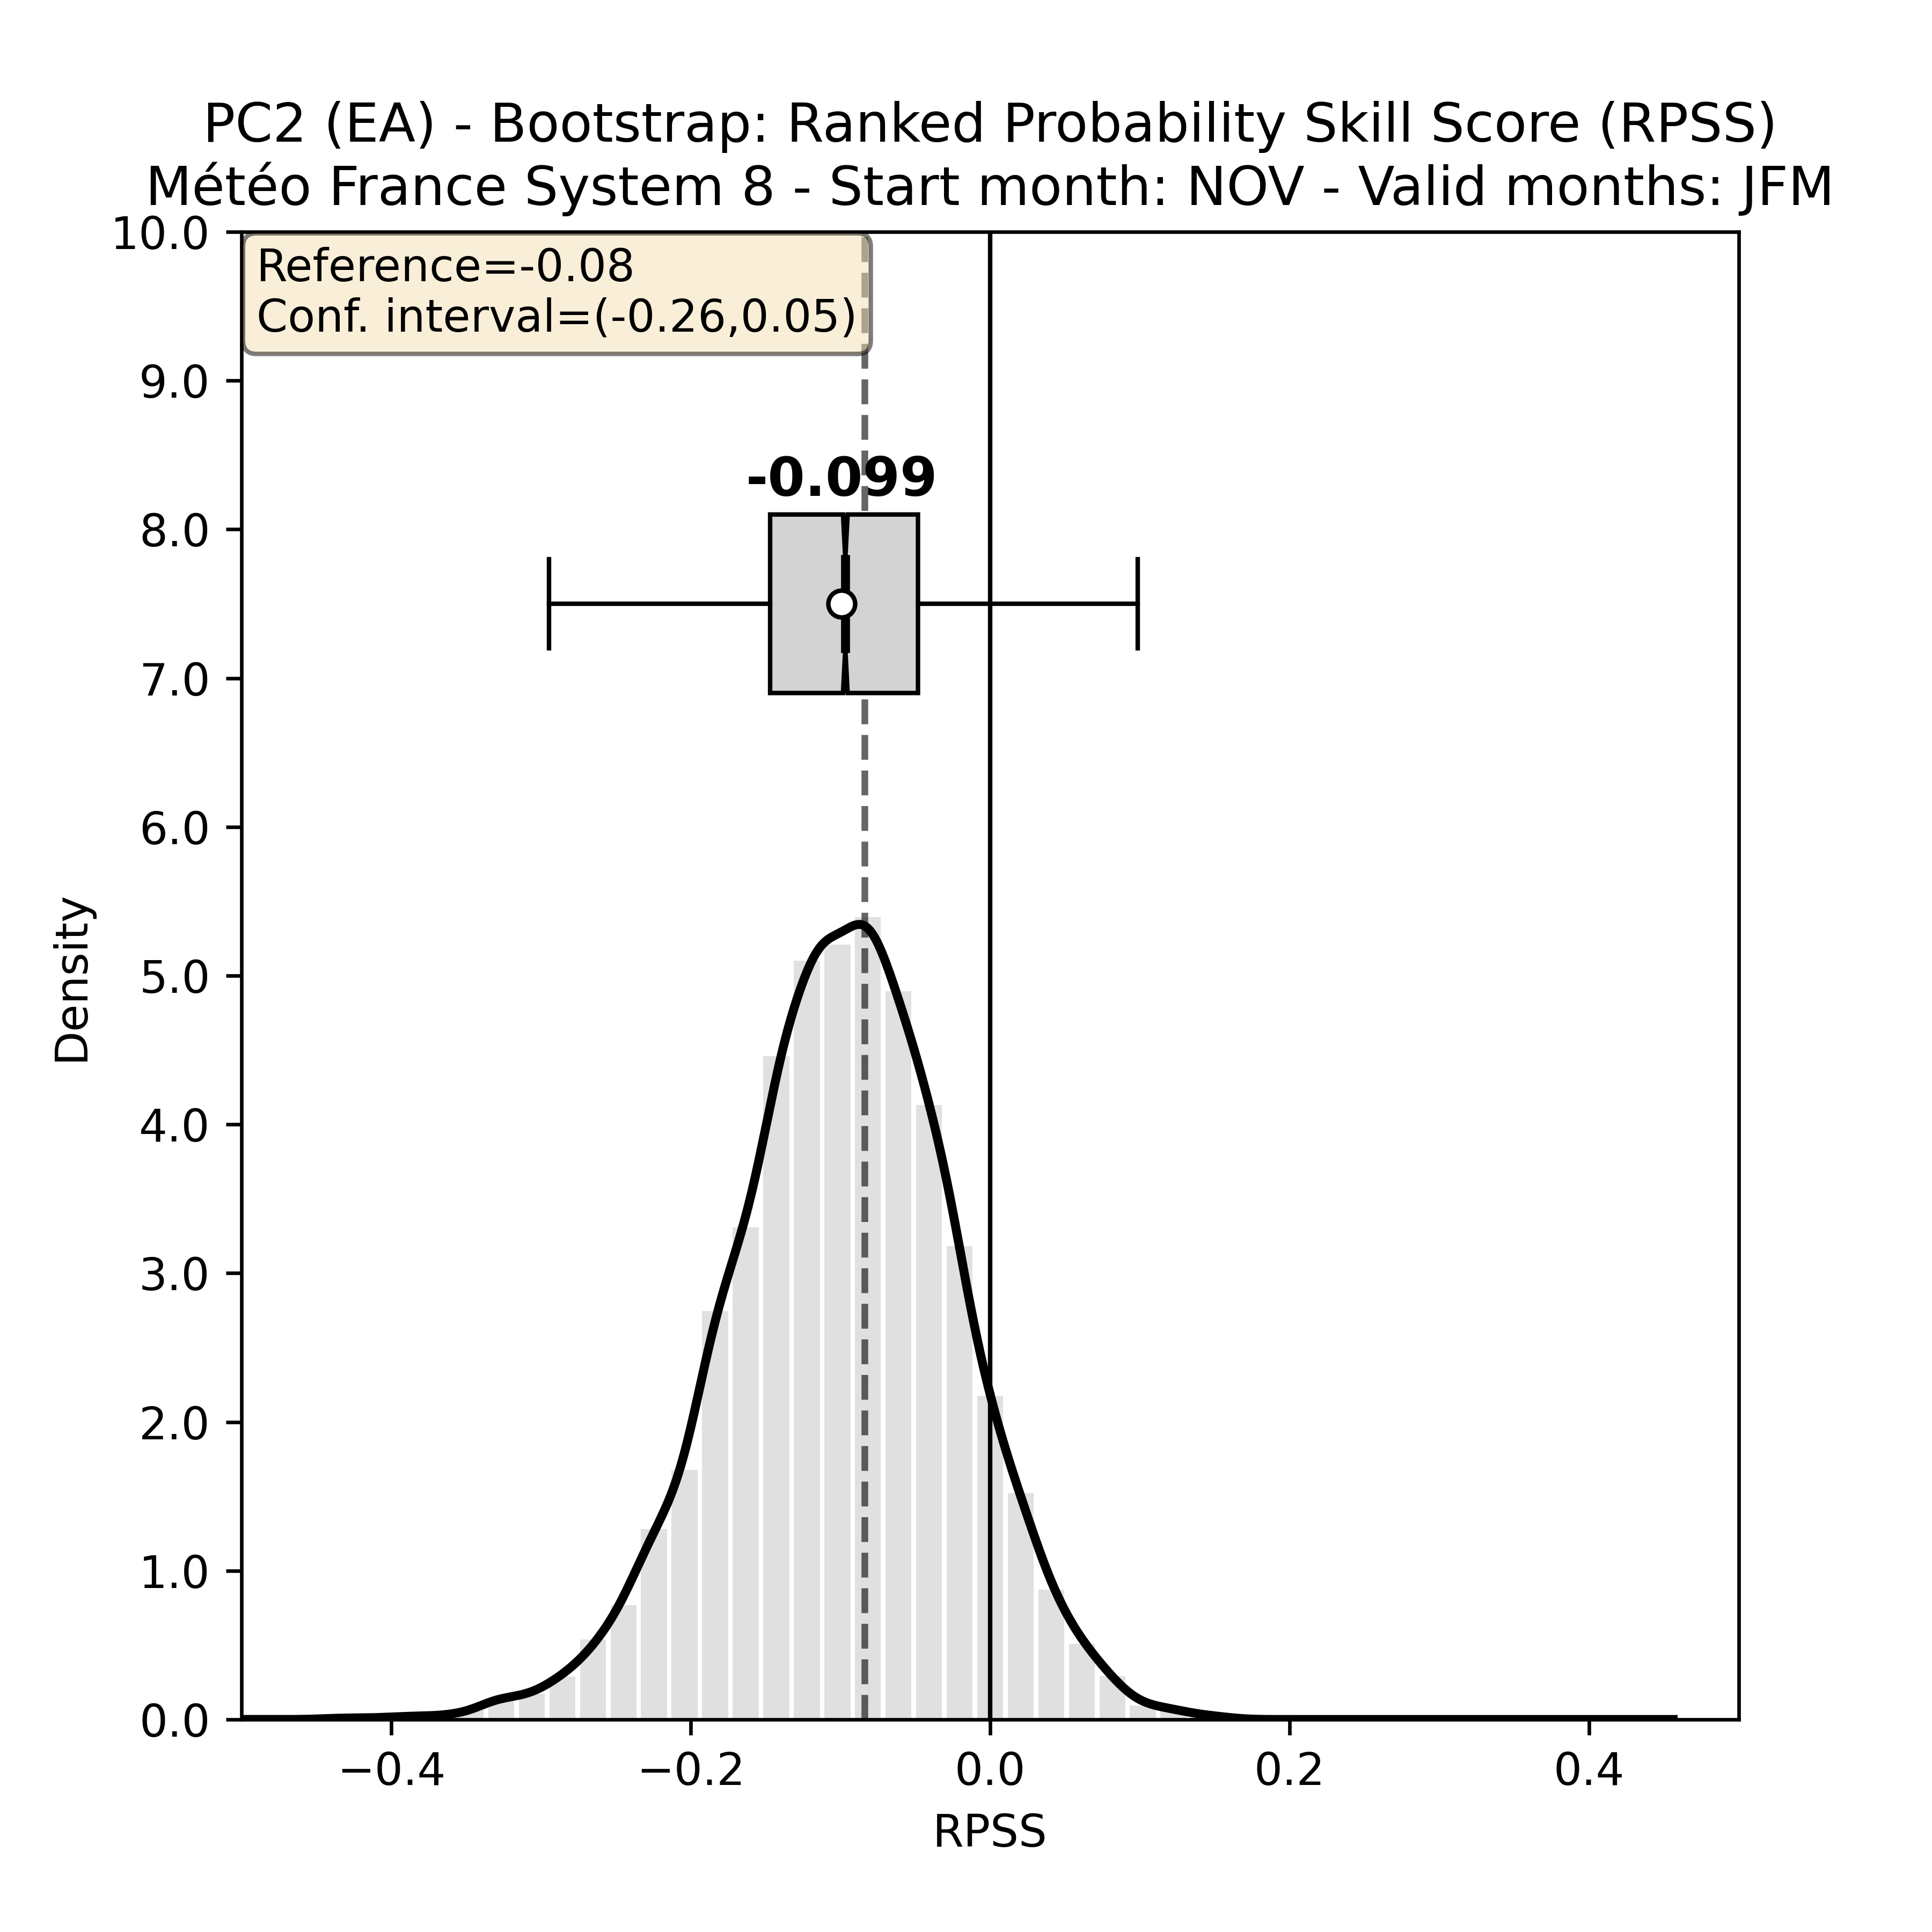 PC2 (EA) - Bootstrap: Ranked Probability Skill Score (RPSS)
Météo France System 8 - Start month: NOV - Valid months: JFM
Reference=-0.08
Conf. interval=(-0.26,0.05)
-0.099
10.0
9.0
8.0
7.0
6.0
5.0
4.0
3.0
2.0
1.0
0.0
Density
−0.4 −0.2 0.0 0.2 0.4
RPSS